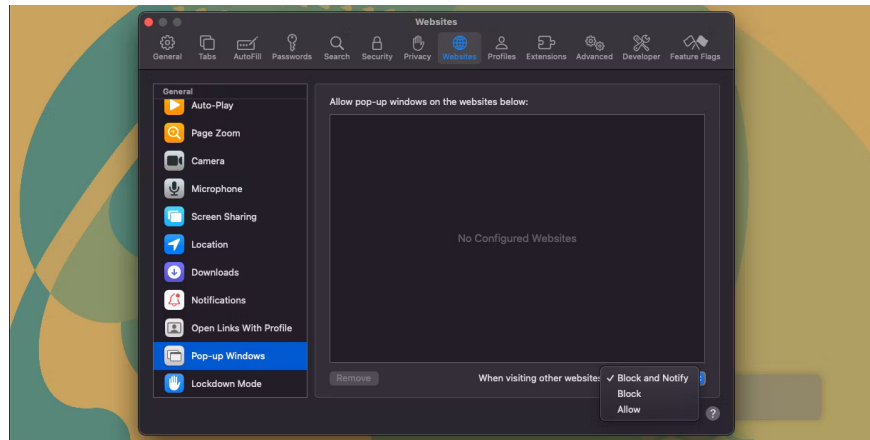 Websites
General Tabs AutoFill Passwords Search Security Privacy Websites Profiles Extensions Advanced Developer Feature Flags
General
Auto-Play
Page Zoom
Camera
Microphone
Screen Sharing
Location
Downloads
Notifications
Open Links With Profile
Pop-up Windows
Lockdown Mode
Allow pop-up windows on the websites below:
No Configured Websites
Remove
When visiting other websites
✓ Block and Notify
Block
Allow
?